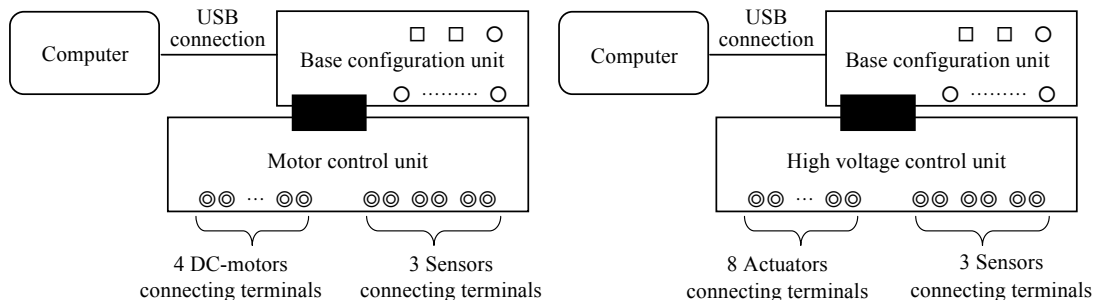 USB
connection
Computer
Base configuration unit
Motor control unit
4 DC-motors
connecting terminals
3 Sensors
connecting terminals
USB
connection
Computer
Base configuration unit
High voltage control unit
8 Actuators
connecting terminals
3 Sensors
connecting terminals